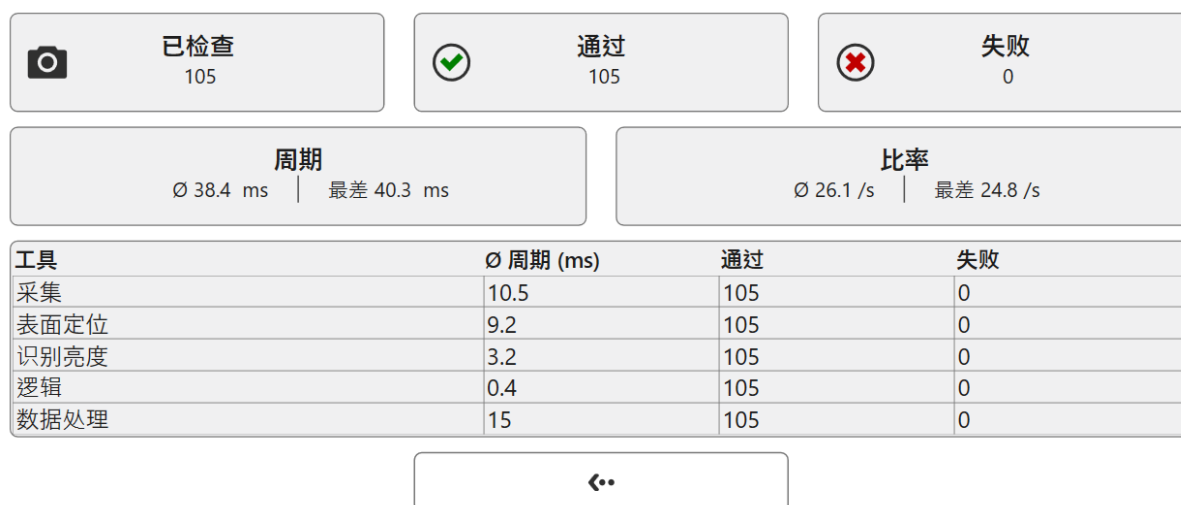 已检查 通过 失败
105 105 0
周期 比率
Ø 38.4 ms 最差 40.3 ms Ø 26.1 /s 最差 24.8 /s
工具 Ø 周期 (ms) 通过 失败
采集 10.5 105 0
表面定位 9.2 105 0
识别亮度 3.2 105 0
逻辑 0.4 105 0
数据处理 15 105 0